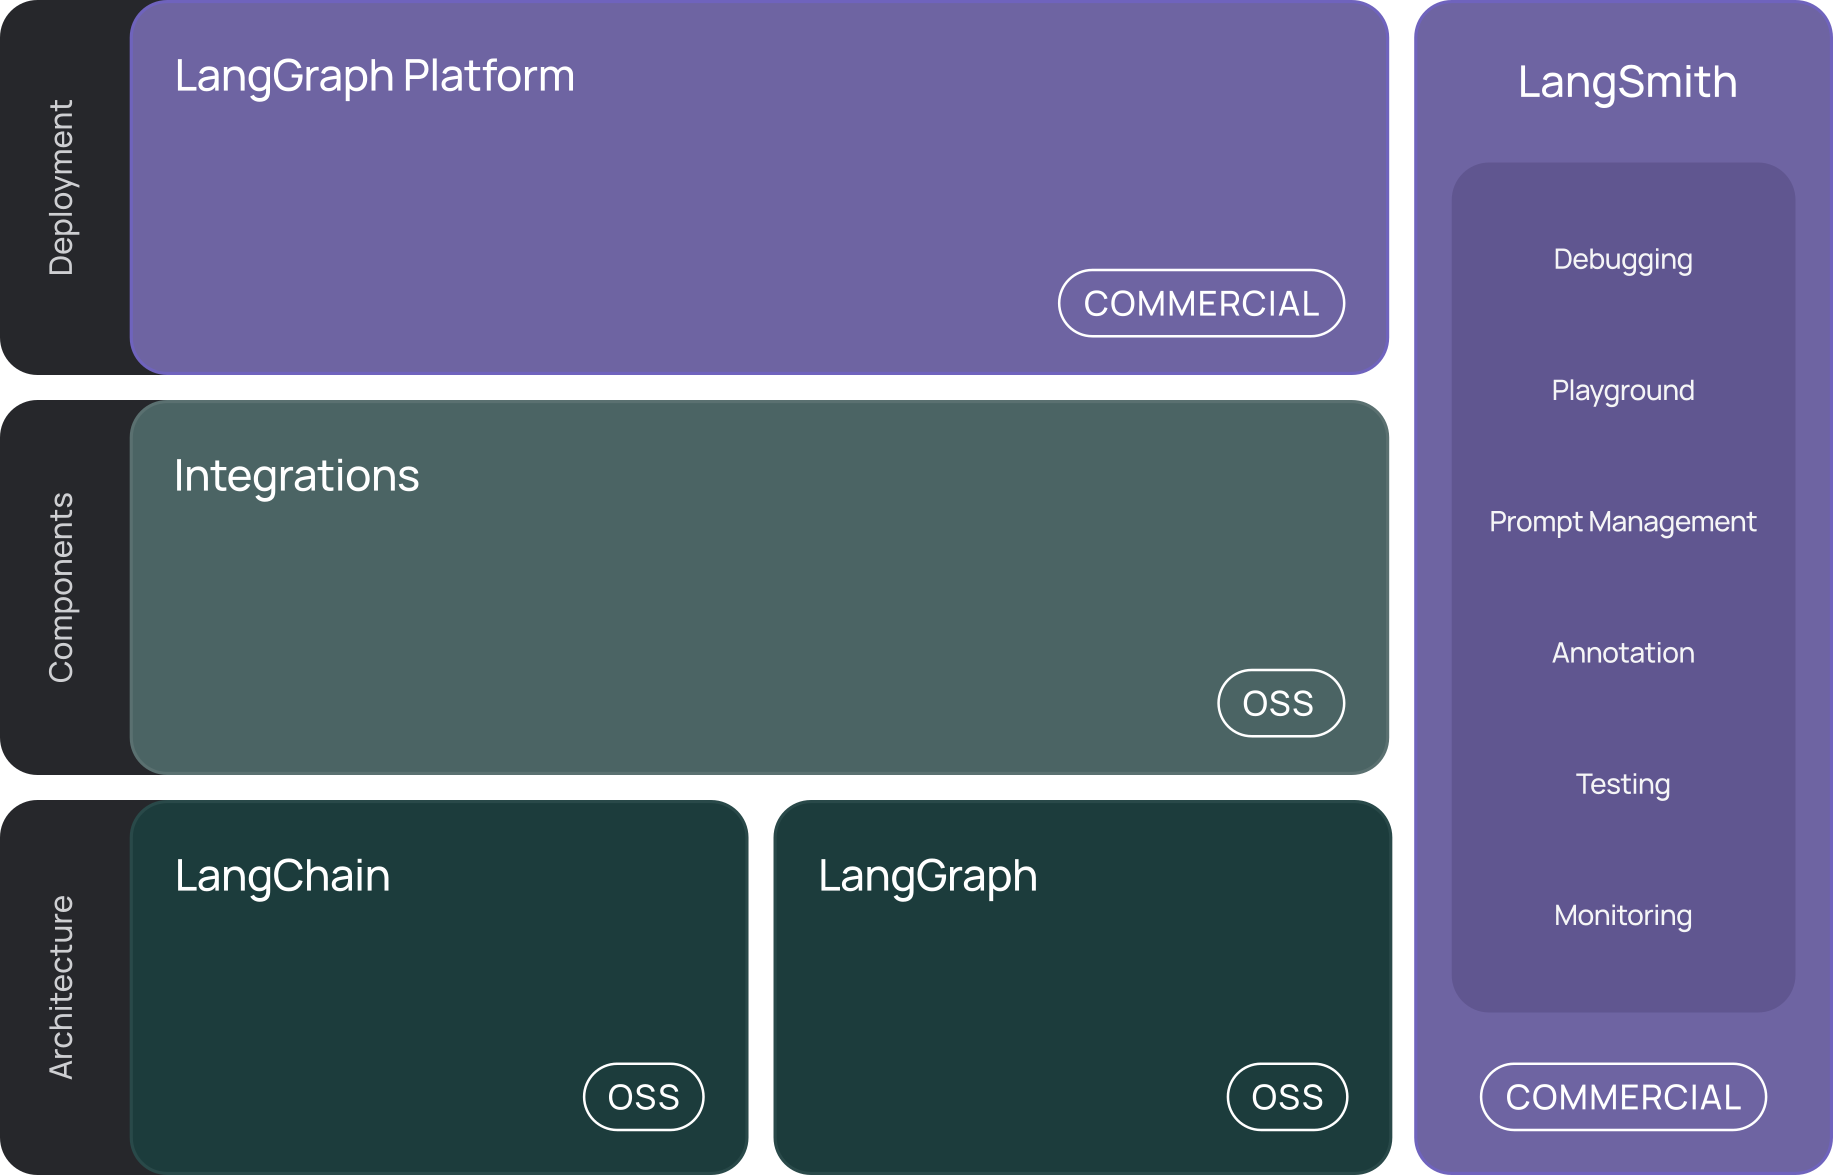 Deployment
LangGraph Platform
COMMERCIAL
Components
Integrations
OSS
Architecture
LangChain
OSS
LangGraph
OSS
LangSmith
Debugging
Playground
Prompt Management
Annotation
Testing
Monitoring
COMMERCIAL